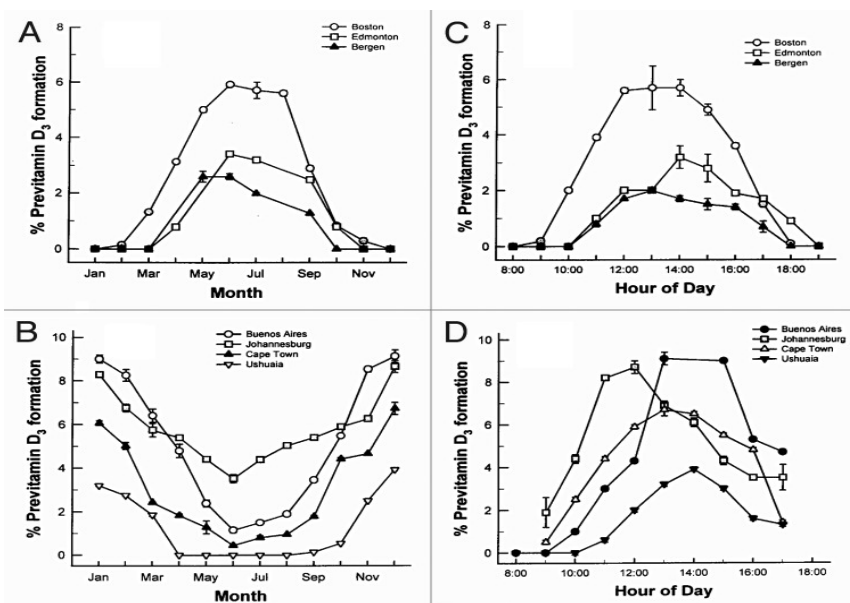 A
8
6
4
2
0
% Previtamin D3 formation
Boston
Edmonton
Bergen
Jan Mar May Jul Sep Nov
Month
C
8
6
4
2
0
% Previtamin D3 formation
Boston
Edmonton
Bergen
8:00 10:00 12:00 14:00 16:00 18:00
Hour of Day
B
10
8
6
4
2
0
% Previtamin D3 formation
Buenos Aires
Johannesburg
Cape Town
Ushuaia
Jan Mar May Jul Sep Nov
Month
D
10
8
6
4
2
0
% Previtamin D3 formation
Buenos Aires
Johannesburg
Cape Town
Ushuaia
8:00 10:00 12:00 14:00 16:00 18:00
Hour of Day